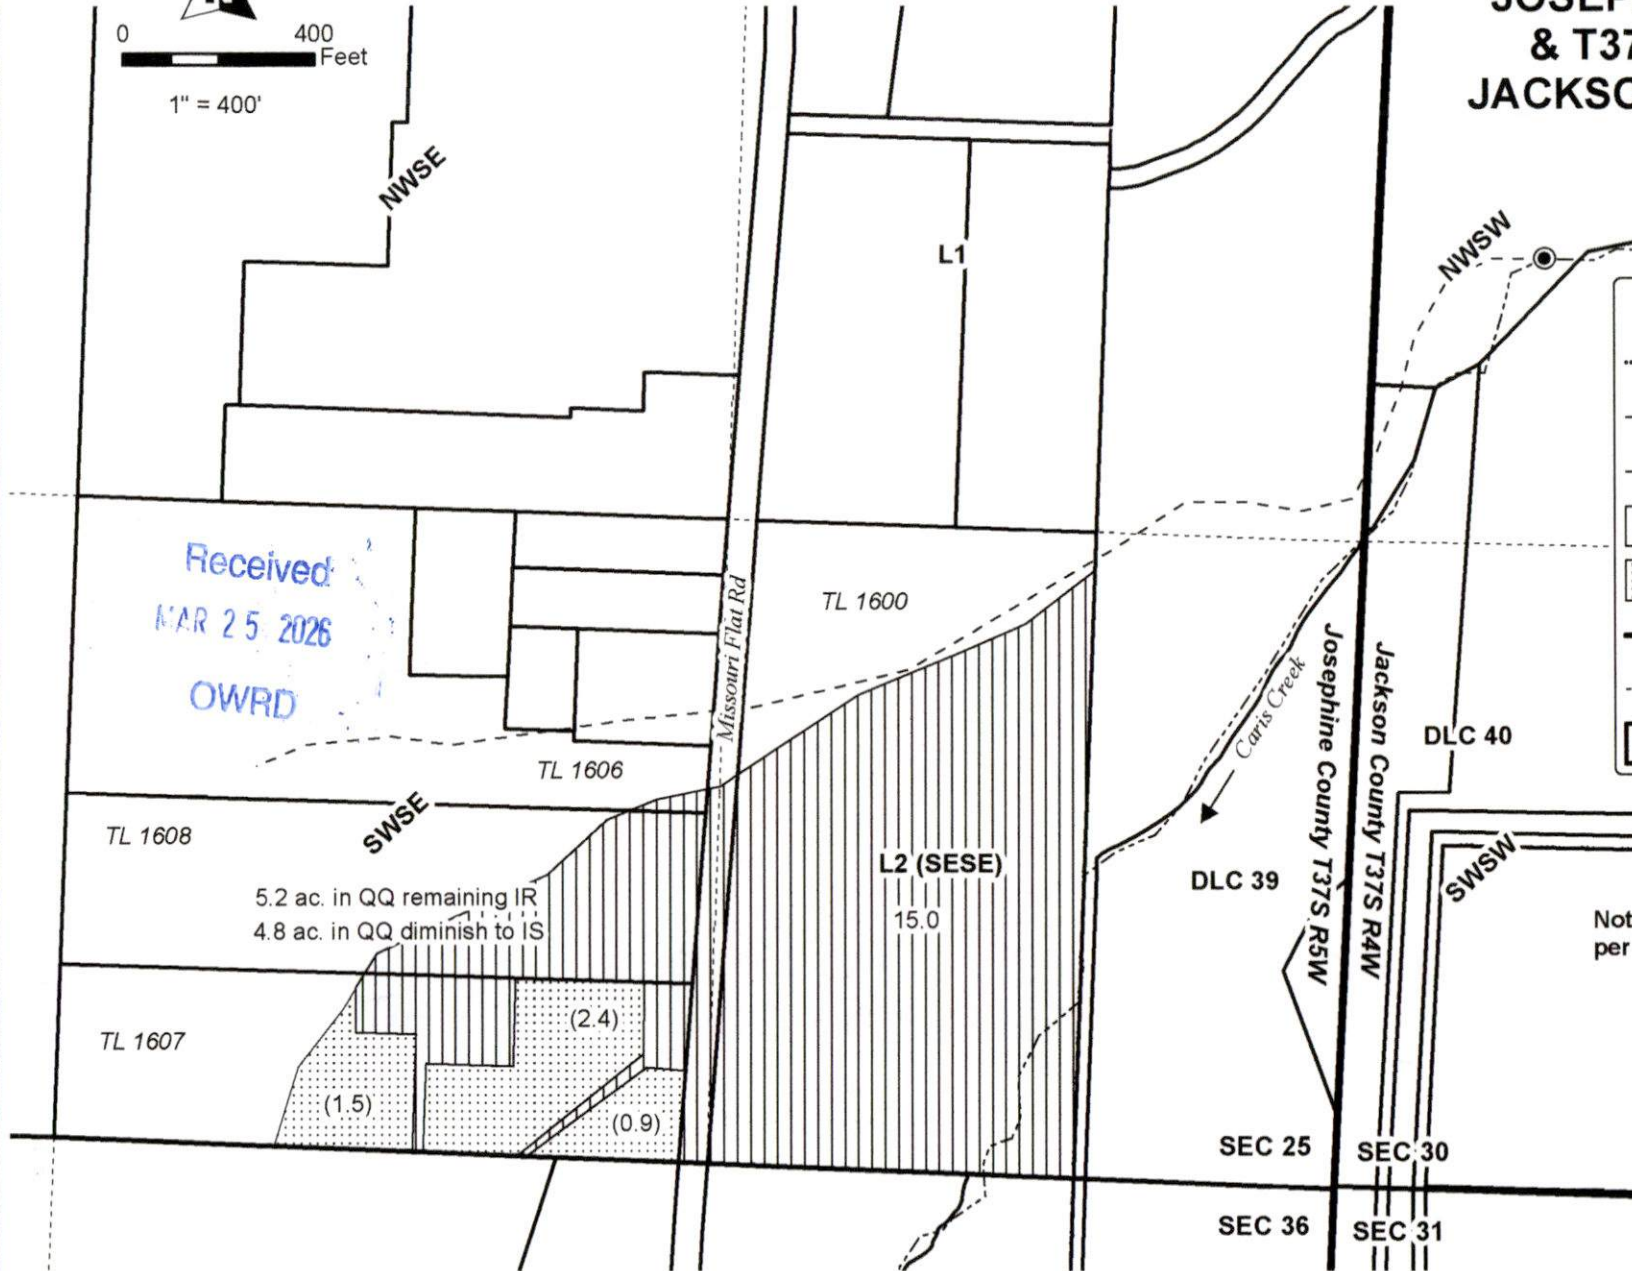 JOSEP
& T37
JACKSO
0 400
Feet
1" = 400'
NWSE
L1
NWSW
Received
MAR 25 2026
OWRD
TL 1600
Missouri Flat Rd
TL 1606
SWSE
TL 1608
5.2 ac. in QQ remaining IR
4.8 ac. in QQ diminish to IS
L2 (SESE)
15.0
Caris Creek
Josephine County T37S R5W
Jackson County T37S R4W
DLC 40
DLC 39
SWSW
Not
per
TL 1607
(2.4)
(1.5)
(0.9)
SEC 25
SEC 30
SEC 36
SEC 31